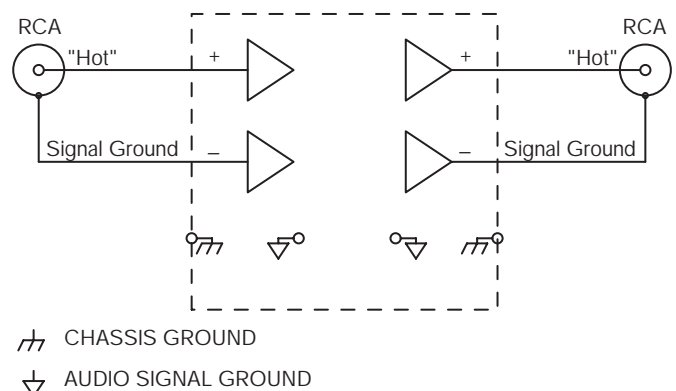 RCA RCA
"Hot" + + "Hot"
Signal Ground – – Signal Ground
CHASSIS GROUND
AUDIO SIGNAL GROUND